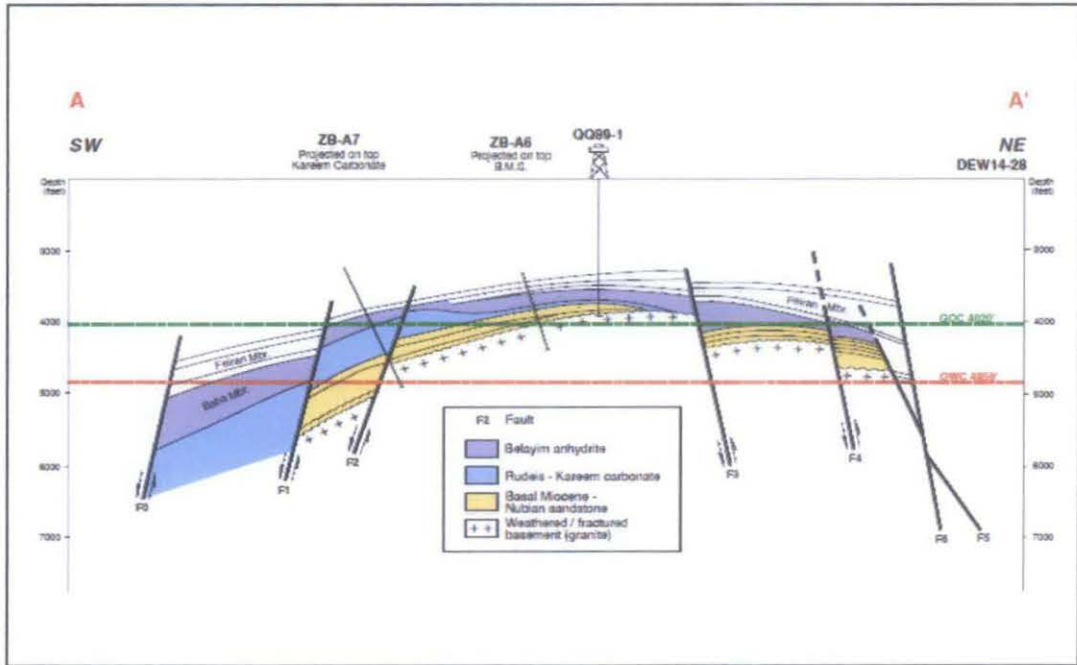 A
A'
SW
ZB-A7
Projected on top
Kareem Carbonate
ZB-A6
Projected on top
B.M.S.
QQ89-1
NE
DEW14-28
Depth
(feet)
Depth
(feet)
3000
3000
4000
4000
5000
5000
6000
6000
7000
7000
Feiran Mbr.
Baba Mbr.
Feiran Mbr.
GOC 4020'
OWC 4858'
F0
F1
F2
F3
F4
F6
F5
F2 Fault
Belayim anhydrite
Rudeis - Kareem carbonate
Basal Miocene -
Nubian sandstone
Weathered / fractured
basement (granite)